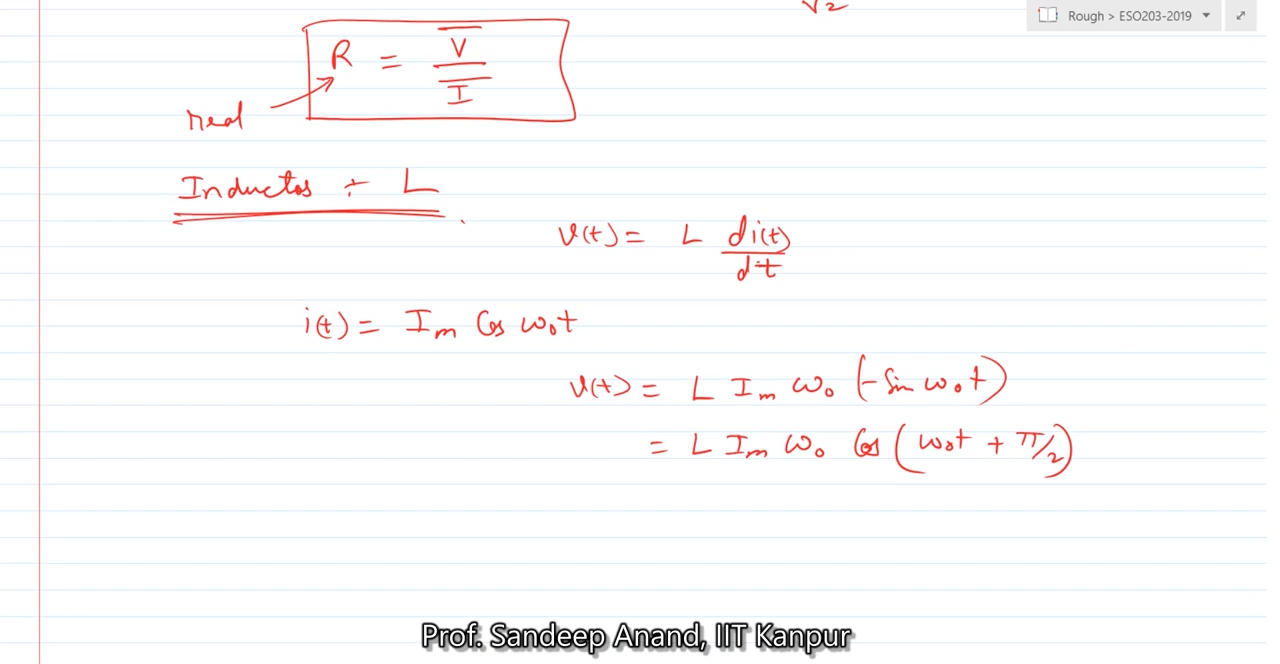 √2
Rough > ESO203-2019
R = V / I
real
Inductor ÷ L
v(t) = L di(t)/dt
i(t) = Im Cos ω₀t
v(t) = L Im ω₀ (-Sin ω₀t)
= L Im ω₀ Cos (ω₀t + π/2)
Prof. Sandeep Anand, IIT Kanpur